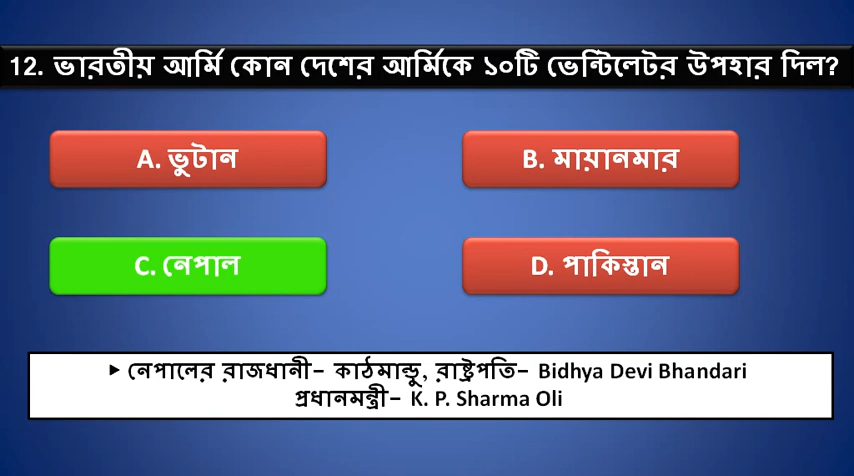 12. ভারতীয় আর্মি কোন দেশের আর্মিকে ১০টি ভেন্টিলেটর উপহার দিল?
A. ভুটান
B. মায়ানমার
C. নেপাল
D. পাকিস্তান
▶ নেপালের রাজধানী– কাঠমান্ডু, রাষ্ট্রপতি– Bidhya Devi Bhandari
প্রধানমন্ত্রী– K. P. Sharma Oli